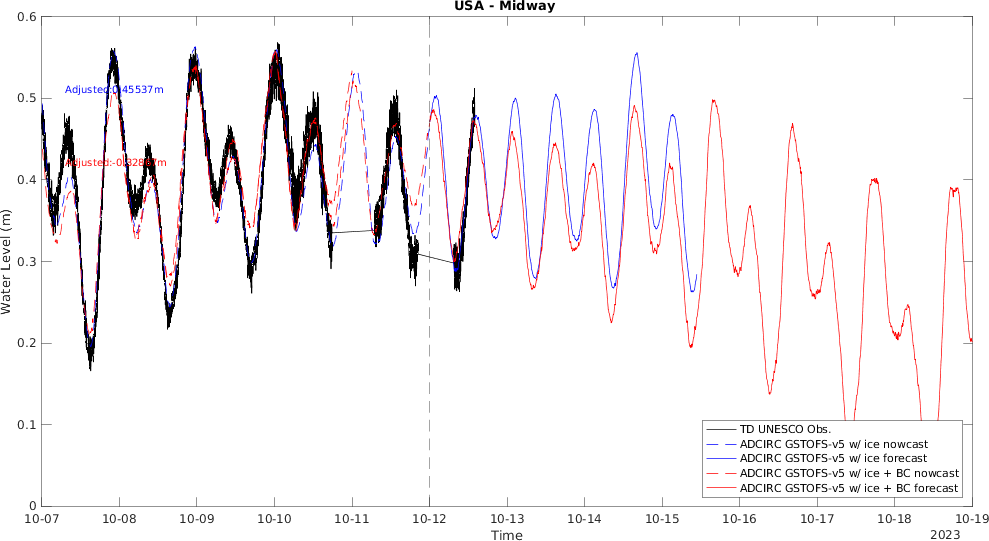 USA - Midway
0.6
0.5
0.4
0.3
0.2
0.1
0
Water Level (m)
Adjusted:0.45537m
10-07
10-08
10-09
10-10
10-11
10-12
10-13
10-14
10-15
10-16
10-17
10-18
10-19
Time
2023
TD UNESCO Obs.
ADCIRC GSTOFS-v5 w/ ice nowcast
ADCIRC GSTOFS-v5 w/ ice forecast
ADCIRC GSTOFS-v5 w/ ice + BC nowcast
ADCIRC GSTOFS-v5 w/ ice + BC forecast